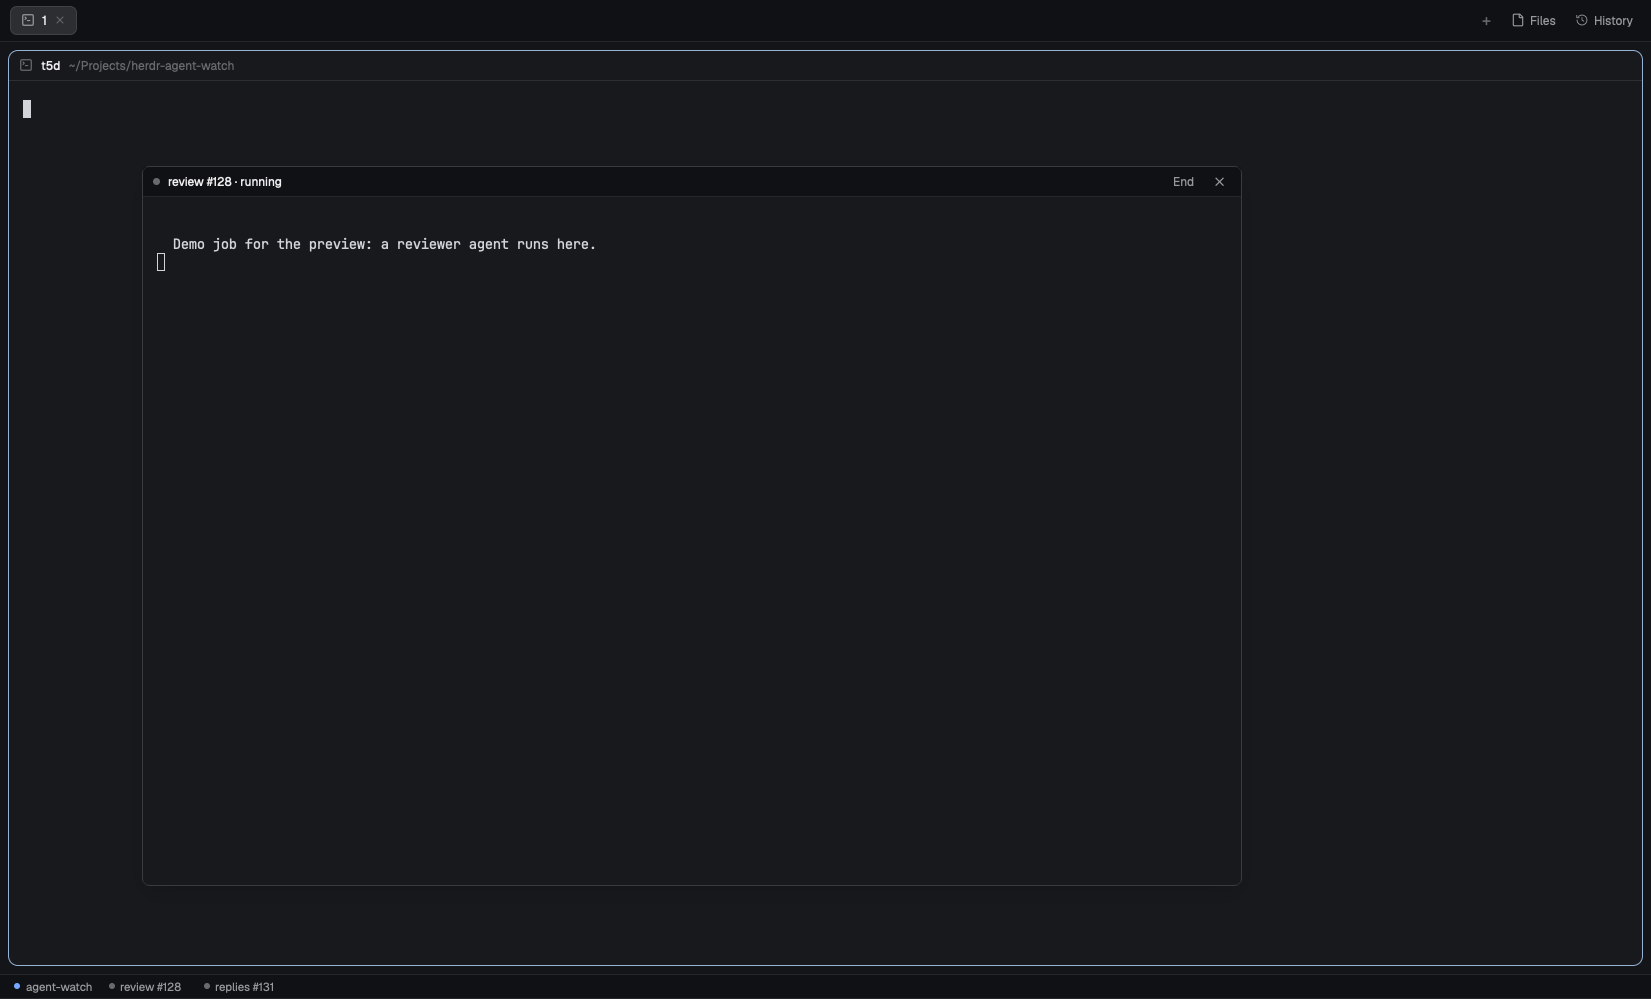 1
Files
History
t5d ~/Projects/herdr-agent-watch
review #128 · running
End
Demo job for the preview: a reviewer agent runs here.
agent-watch
review #128
replies #131